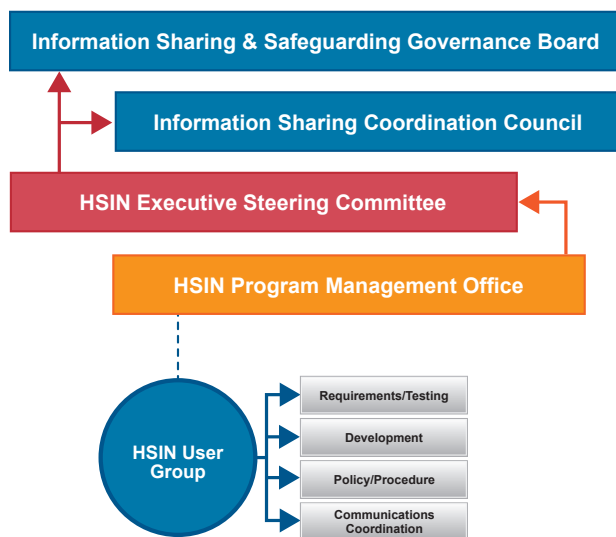 Information Sharing & Safeguarding Governance Board
Information Sharing Coordination Council
HSIN Executive Steering Committee
HSIN Program Management Office
HSIN User
Group
Requirements/Testing
Development
Policy/Procedure
Communications
Coordination